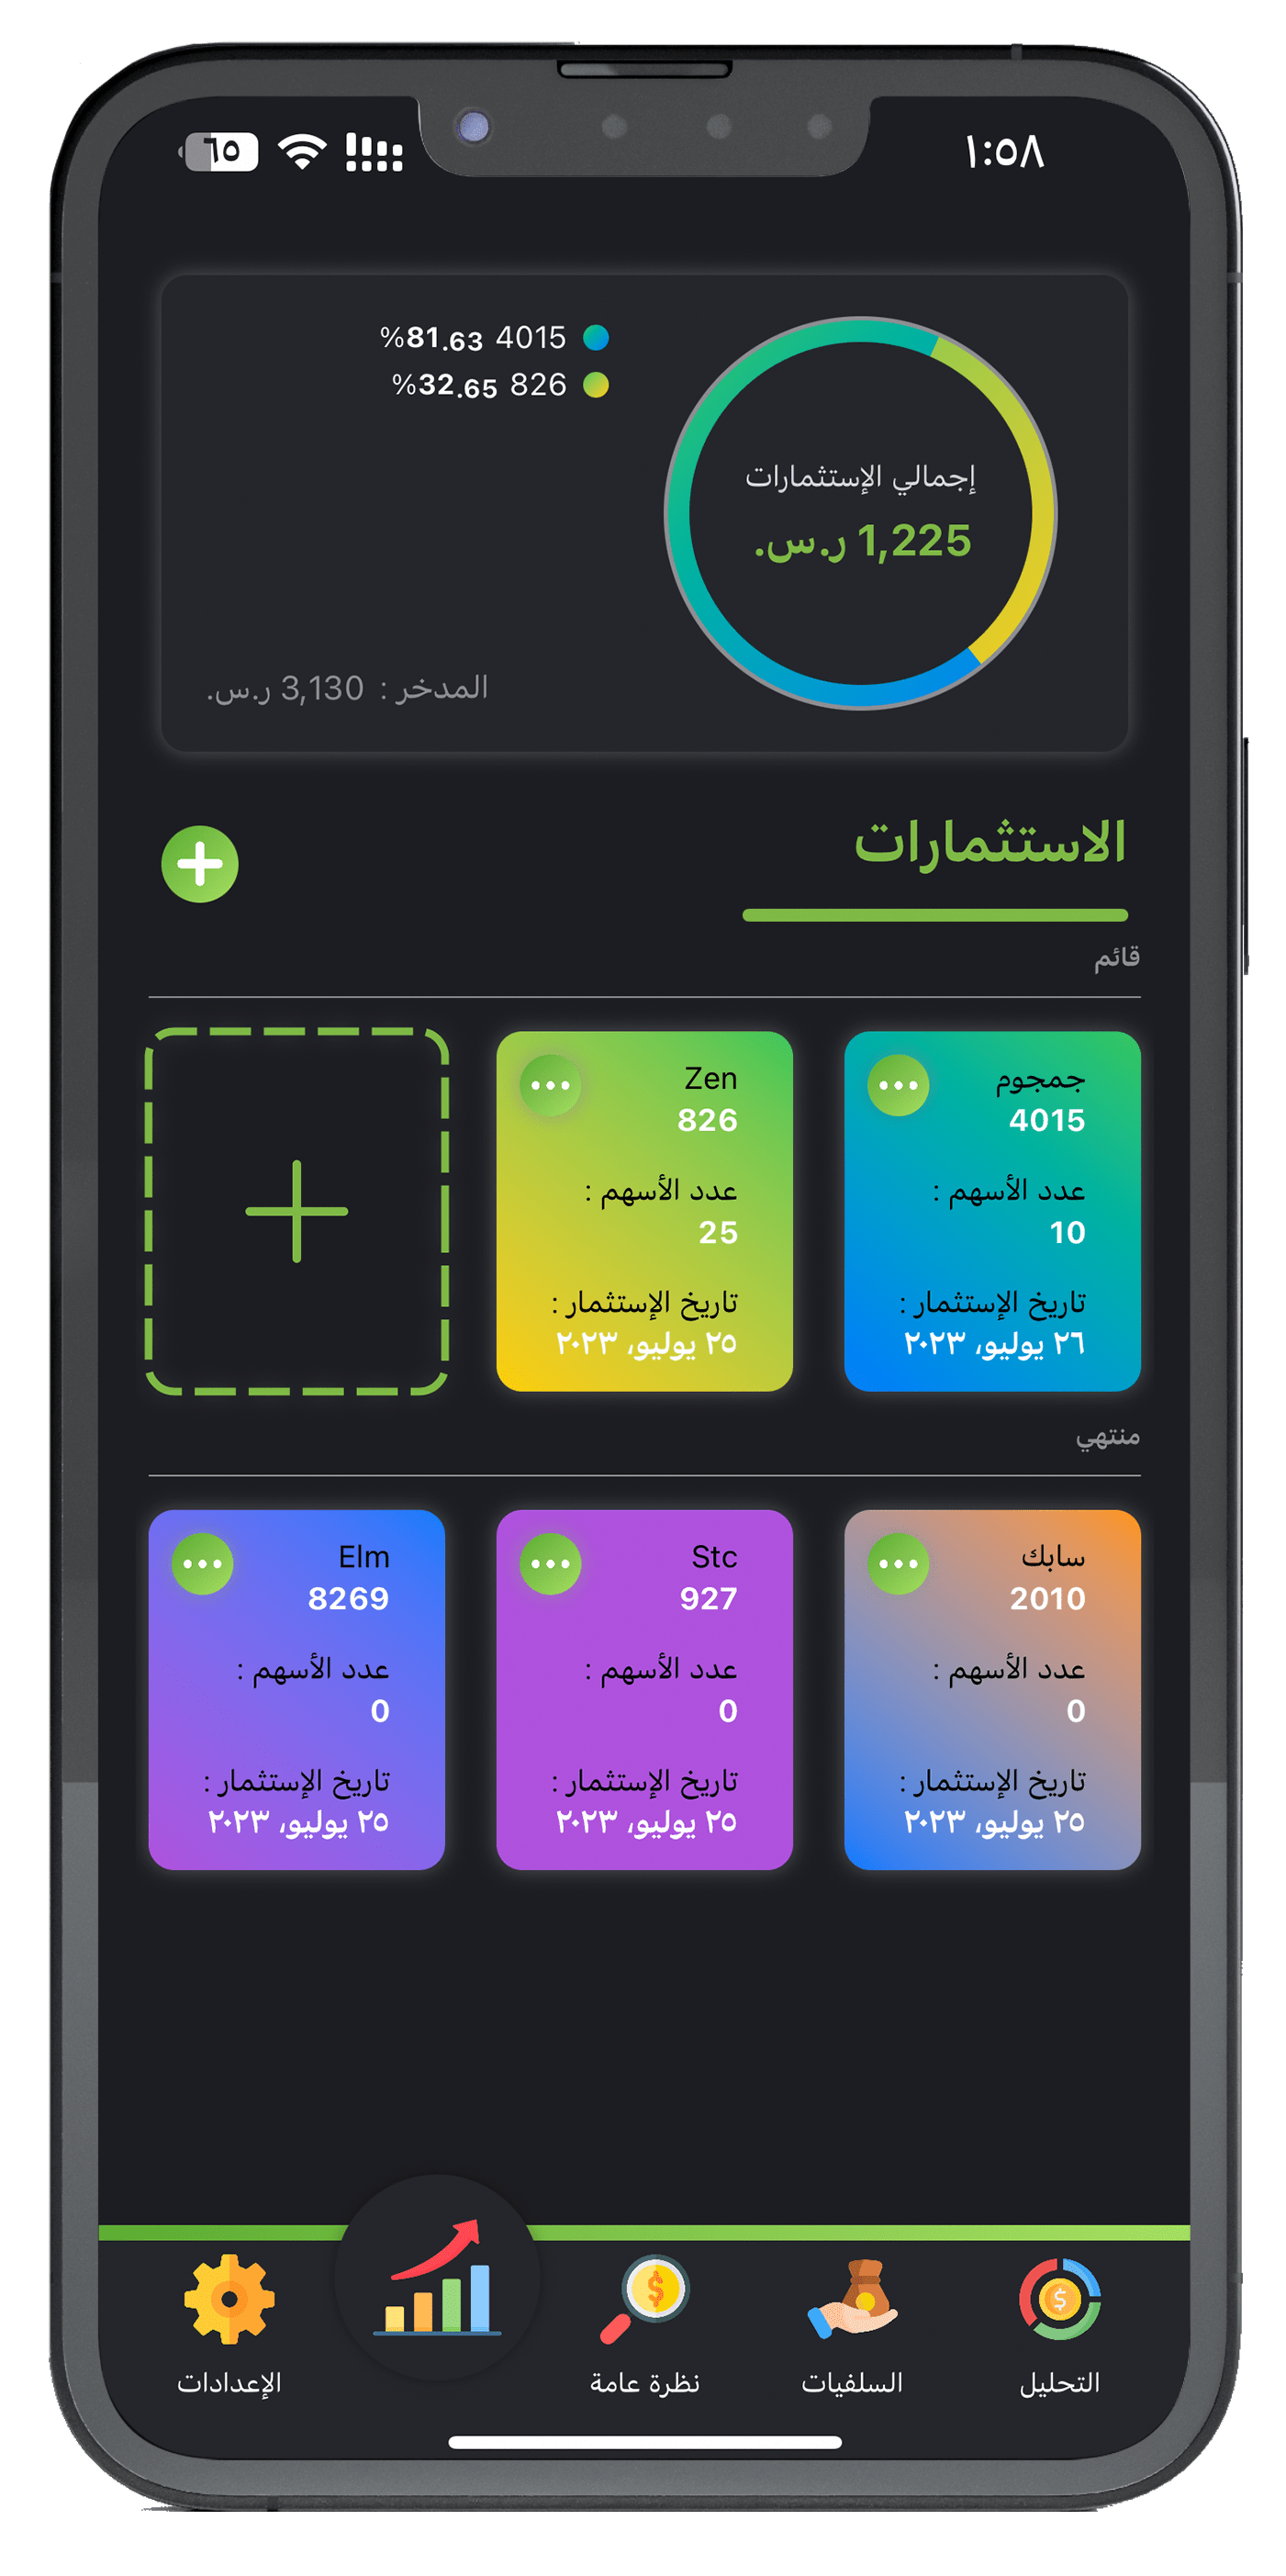 ١:٥٨
٦٥
4015 81.63%
826 32.65%
إجمالي الإستثمارات
1,225 ر.س.
المدخر : 3,130 ر.س.
الاستثمارات
قائم
جمجوم
4015
عدد الأسهم :
10
تاريخ الإستثمار :
٢٦ يوليو، ٢٠٢٣
Zen
826
عدد الأسهم :
25
تاريخ الإستثمار :
٢٥ يوليو، ٢٠٢٣
منتهي
سابك
2010
عدد الأسهم :
0
تاريخ الإستثمار :
٢٥ يوليو، ٢٠٢٣
Stc
927
عدد الأسهم :
0
تاريخ الإستثمار :
٢٥ يوليو، ٢٠٢٣
Elm
8269
عدد الأسهم :
0
تاريخ الإستثمار :
٢٥ يوليو، ٢٠٢٣
التحليل
السلفيات
نظرة عامة
الإعدادات